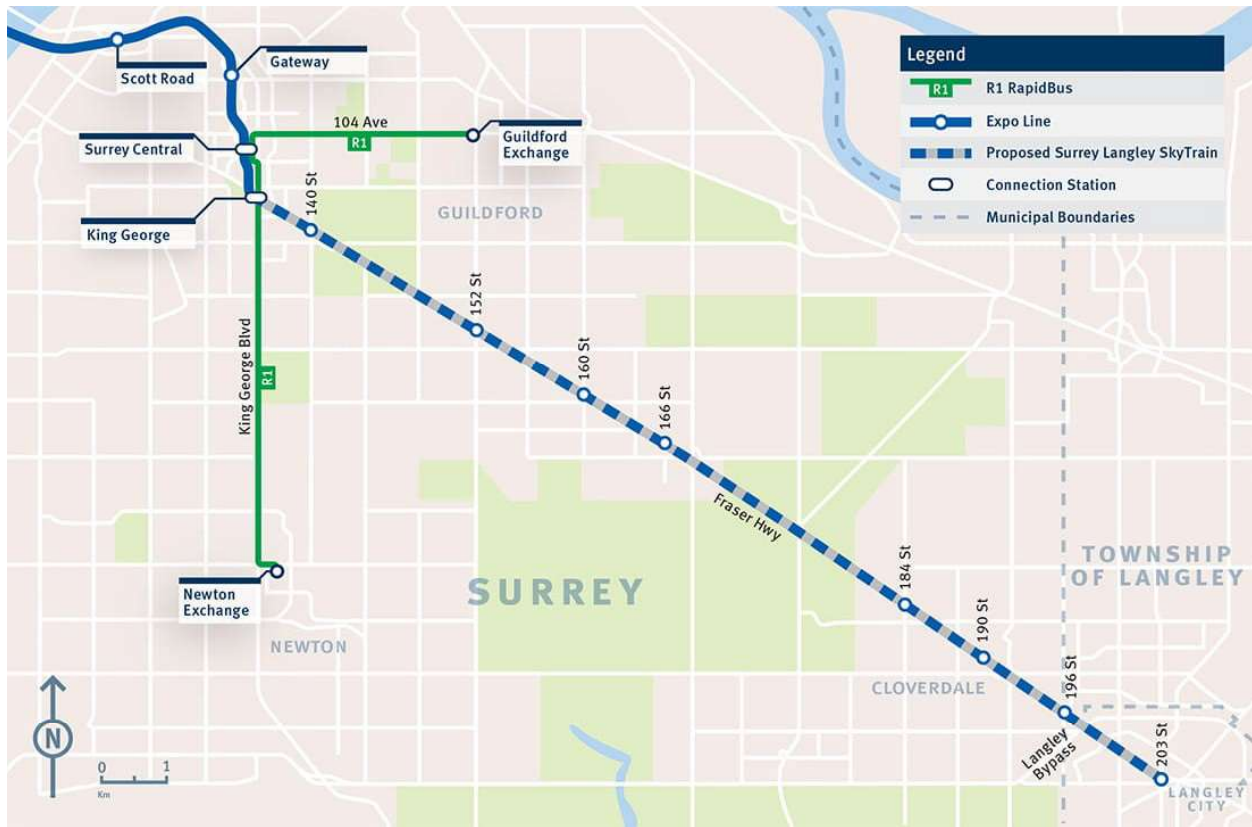 Scott Road
Gateway
Surrey Central
104 Ave
R1
Guildford
Exchange
King George
140 St
GUILDFORD
Legend
R1 R1 RapidBus
Expo Line
Proposed Surrey Langley SkyTrain
Connection Station
Municipal Boundaries
152 St
King George Blvd
R1
160 St
166 St
Fraser Hwy
SURREY
TOWNSHIP
OF LANGLEY
184 St
Newton
Exchange
NEWTON
190 St
CLOVERDALE
196 St
Langley
Bypass
203 St
LANGLEY
CITY
N
0 1
Km